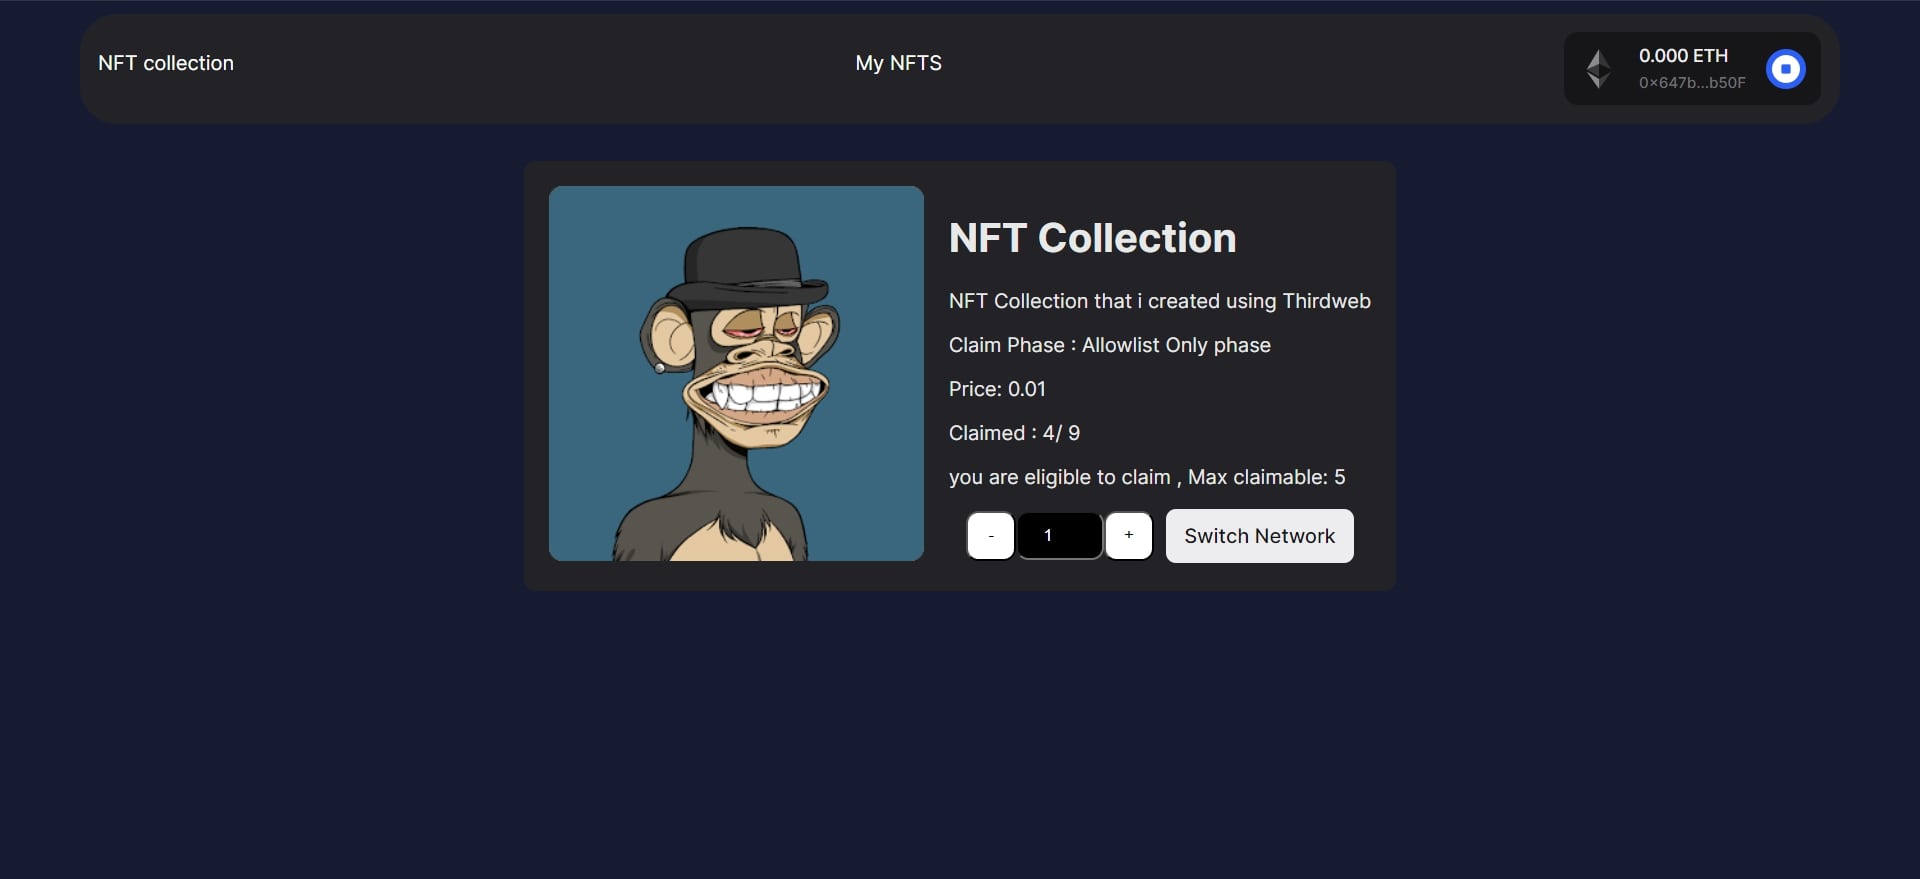 NFT collection
My NFTS
0.000 ETH
0x647b...b50F
NFT Collection
NFT Collection that i created using Thirdweb
Claim Phase : Allowlist Only phase
Price: 0.01
Claimed : 4/ 9
you are eligible to claim , Max claimable: 5
- 1 + Switch Network